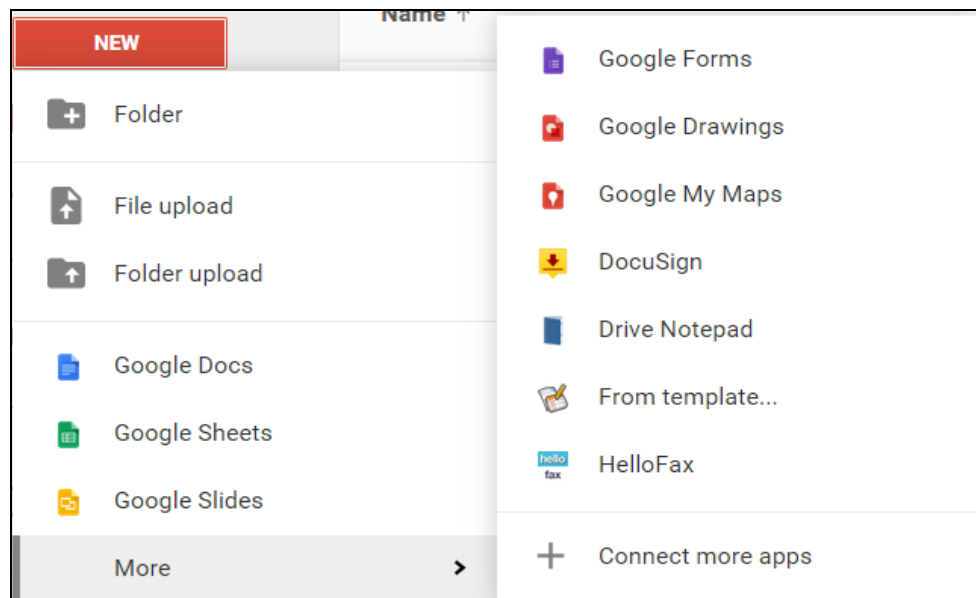 NEW
Name ↑
Folder
File upload
Folder upload
Google Docs
Google Sheets
Google Slides
More
Google Forms
Google Drawings
Google My Maps
DocuSign
Drive Notepad
From template...
hello
fax
HelloFax
Connect more apps